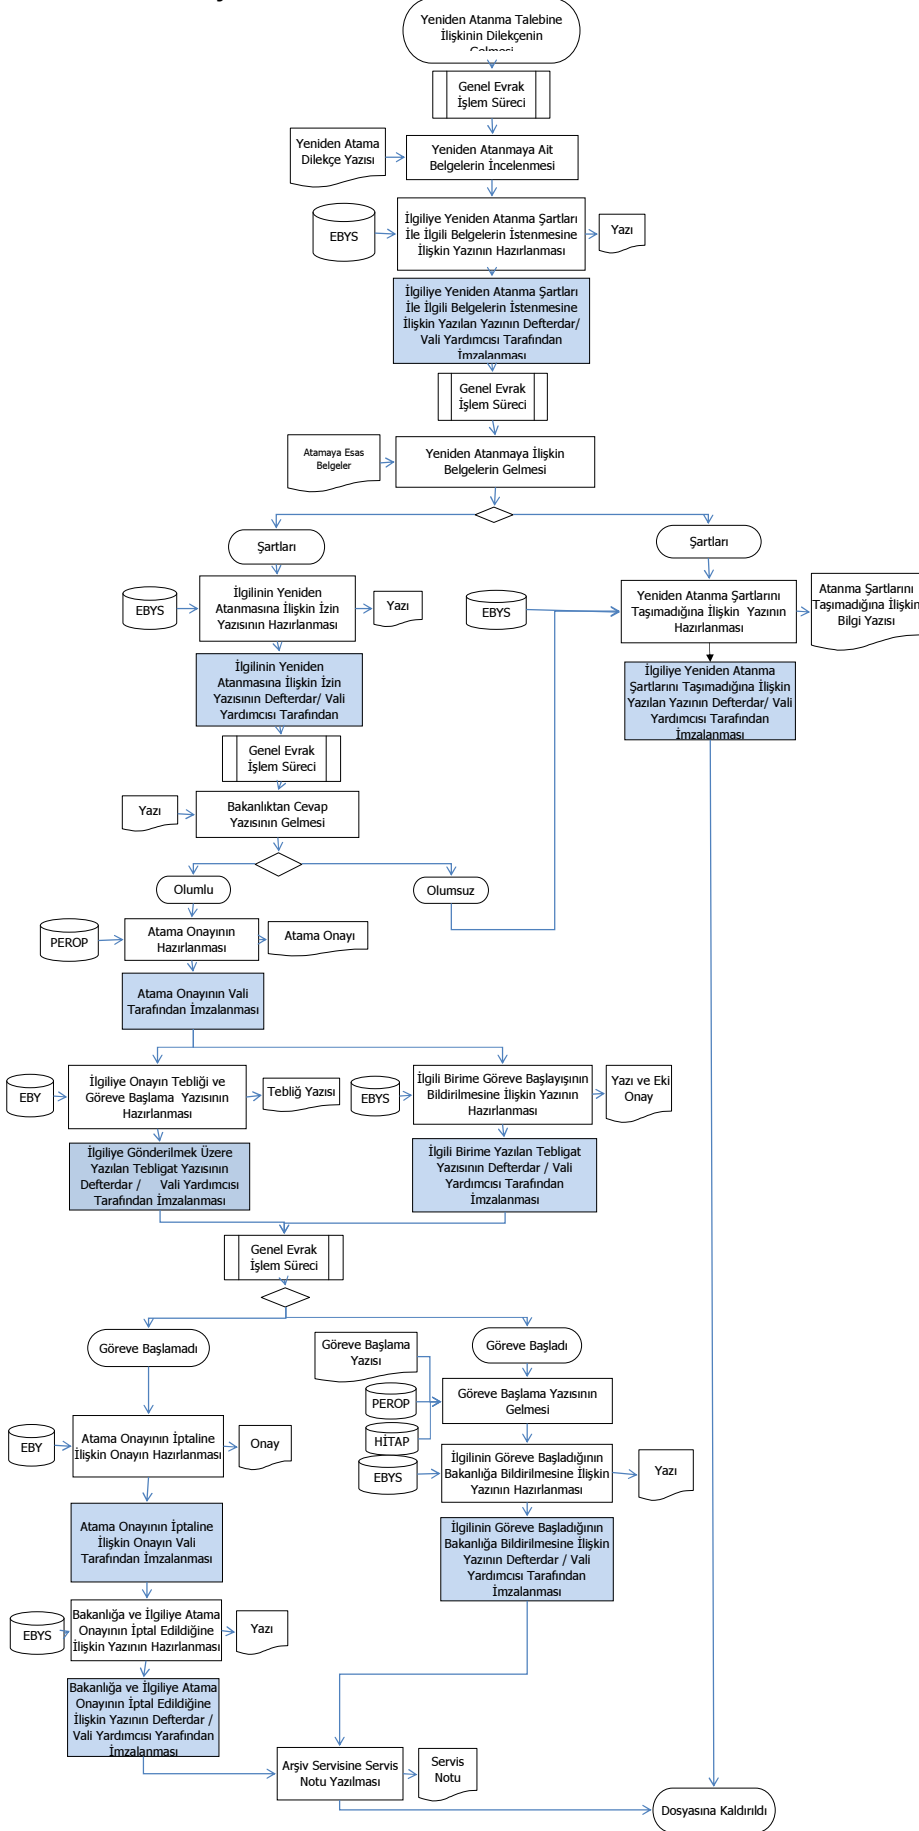 Yeniden Atanma Talebine
İlişkinin Dilekçenin
Gelmesi
Genel Evrak
İşlem Süreci
Yeniden Atama
Dilekçe Yazısı
Yeniden Atanmaya Ait
Belgelerin İncelenmesi
EBYS
İlgiliye Yeniden Atanma Şartları
İle İlgili Belgelerin İstenmesine
İlişkin Yazının Hazırlanması
Yazı
İlgiliye Yeniden Atanma Şartları
İle İlgili Belgelerin İstenmesine
İlişkin Yazılan Yazının Defterdar/
Vali Yardımcısı Tarafından
İmzalanması
Genel Evrak
İşlem Süreci
Atamaya Esas
Belgeler
Yeniden Atanmaya İlişkin
Belgelerin Gelmesi
Şartları
Şartları
EBYS
İlgilinin Yeniden
Atanmasına İlişkin İzin
Yazısının Hazırlanması
Yazı
EBYS
Yeniden Atanma Şartlarını
Taşımadığına İlişkin Yazının
Hazırlanması
Atanma Şartlarını
Taşımadığına İlişkin
Bilgi Yazısı
İlgilinin Yeniden
Atanmasına İlişkin İzin
Yazısının Defterdar/ Vali
Yardımcısı Tarafından
İlgiliye Yeniden Atanma
Şartlarını Taşımadığına İlişkin
Yazılan Yazının Defterdar/ Vali
Yardımcısı Tarafından
İmzalanması
Genel Evrak
İşlem Süreci
Yazı
Bakanlıktan Cevap
Yazısının Gelmesi
Olumlu
Olumsuz
PEROP
Atama Onayının
Hazırlanması
Atama Onayı
Atama Onayının Vali
Tarafından İmzalanması
EBY
İlgiliye Onayın Tebliği ve
Göreve Başlama Yazısının
Hazırlanması
Tebliğ Yazısı
EBYS
İlgili Birime Göreve Başlayışının
Bildirilmesine İlişkin Yazının
Hazırlanması
Yazı ve Eki
Onay
İlgiliye Gönderilmek Üzere
Yazılan Tebligat Yazısının
Defterdar / Vali Yardımcısı
Tarafından İmzalanması
İlgili Birime Yazılan Tebligat
Yazısının Defterdar / Vali
Yardımcısı Tarafından
İmzalanması
Genel Evrak
İşlem Süreci
Göreve Başlamadı
Göreve Başladı
Göreve Başlama
Yazısı
PEROP
HİTAP
Göreve Başlama Yazısının
Gelmesi
EBY
Atama Onayının İptaline
İlişkin Onayın Hazırlanması
Onay
EBYS
İlgilinin Göreve Başladığının
Bakanlığa Bildirilmesine İlişkin
Yazının Hazırlanması
Yazı
Atama Onayının İptaline
İlişkin Onayın Vali
Tarafından İmzalanması
İlgilinin Göreve Başladığının
Bakanlığa Bildirilmesine İlişkin
Yazının Defterdar / Vali
Yardımcısı Tarafından
İmzalanması
EBYS
Bakanlığa ve İlgiliye Atama
Onayının İptal Edildiğine
İlişkin Yazının Hazırlanması
Yazı
Bakanlığa ve İlgiliye Atama
Onayının İptal Edildiğine
İlişkin Yazının Defterdar /
Vali Yardımcısı Yarafından
İmzalanması
Arşiv Servisine Servis
Notu Yazılması
Servis
Notu
Dosyasına Kaldırıldı